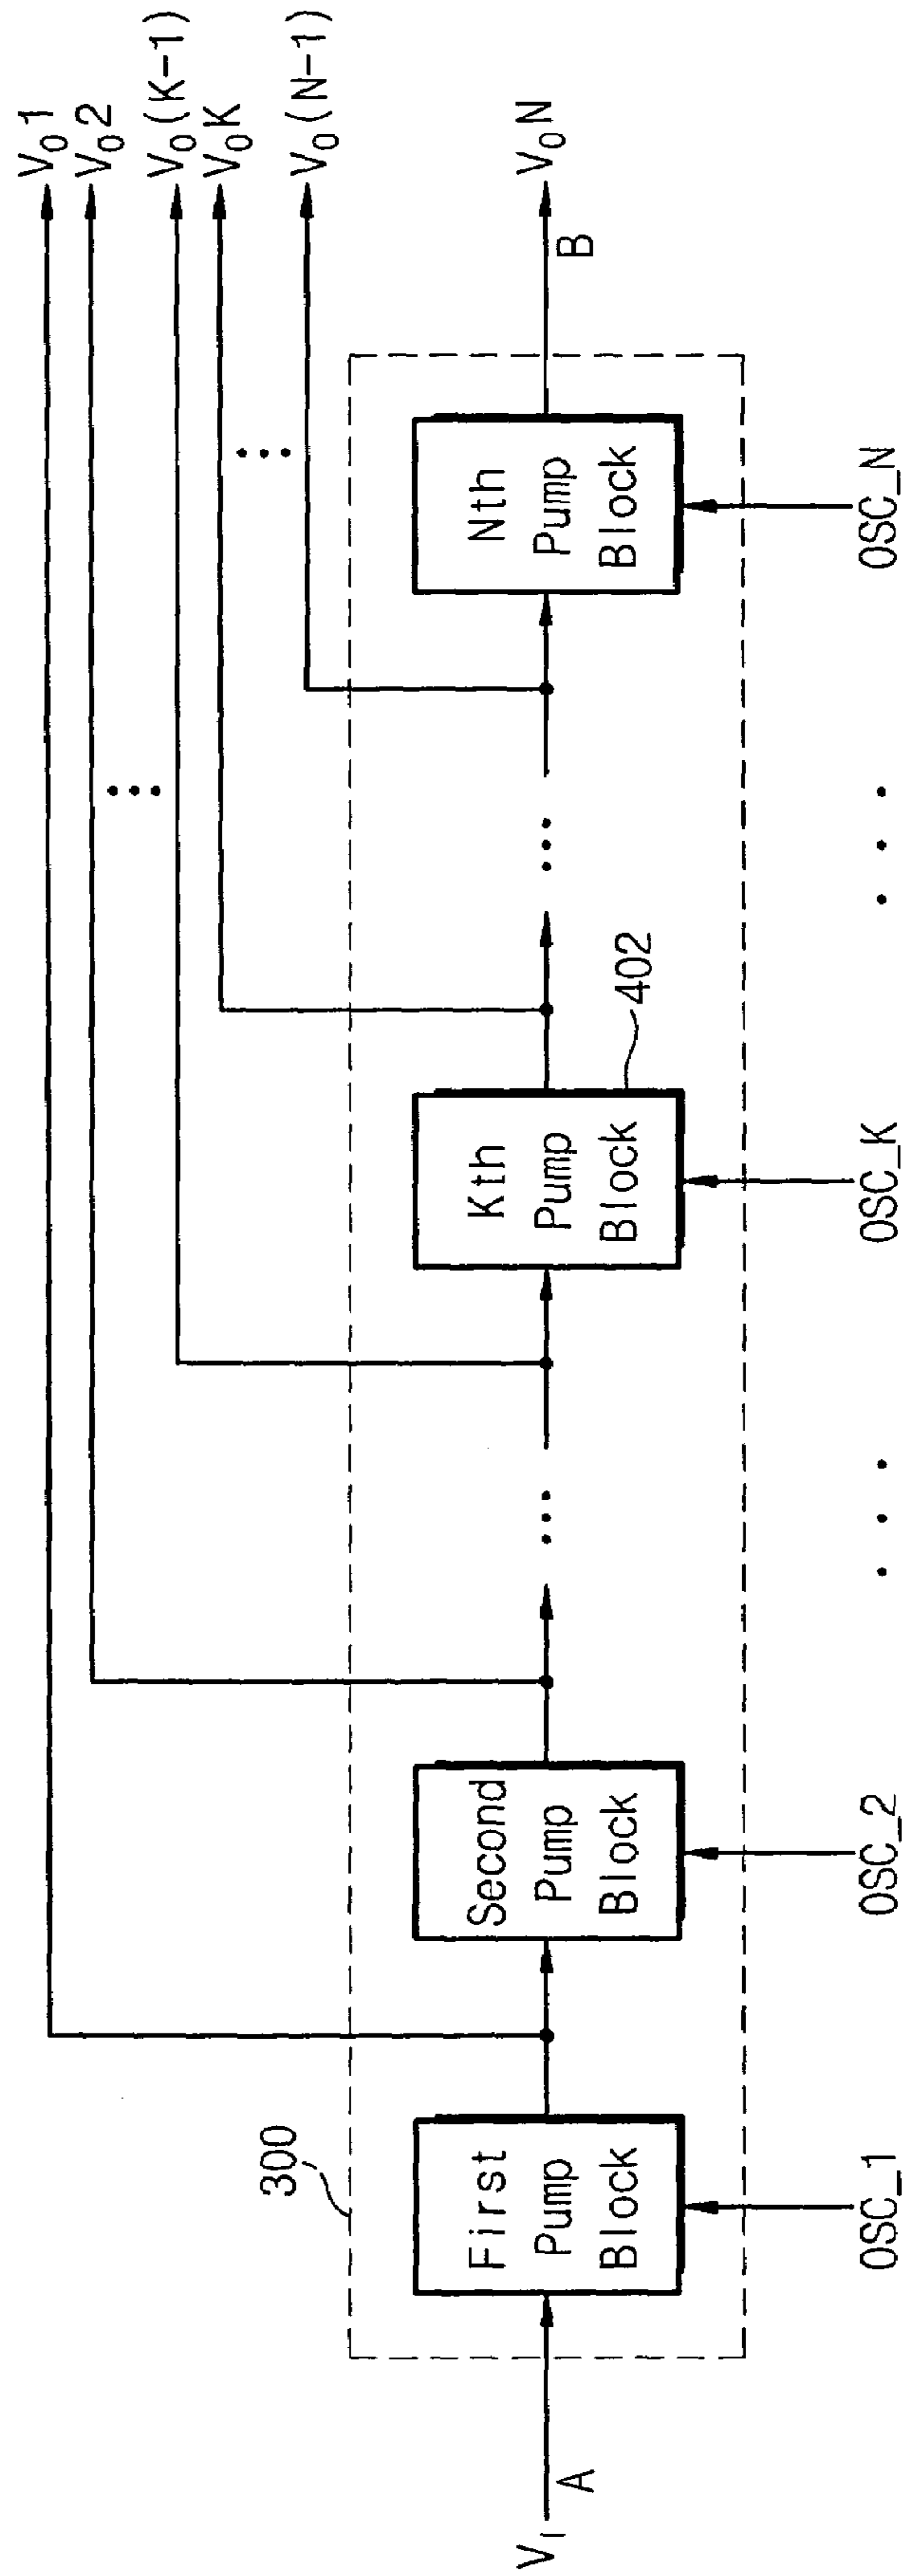 V₀1
V₀2
V₀(K-1)
V₀K
V₀(N-1)
300
V₁
A
First
Pump
Block
Second
Pump
Block
Kth
Pump
Block
402
Nth
Pump
Block
B
V₀N
OSC_1
OSC_2
OSC_K
OSC_N